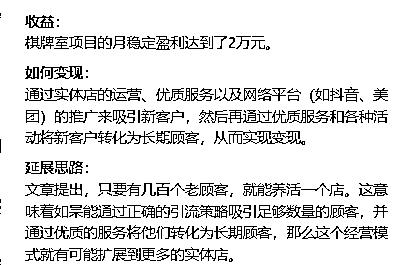 收益：
棋牌室项目的月稳定盈利达到了2万元。
如何变现：
通过实体店的运营、优质服务以及网络平台（如抖音、美
团）的推广来吸引新客户，然后再通过优质服务和各种活
动将新客户转化为长期顾客，从而实现变现。
延展思路：
文章提出，只要有几百个老顾客，就能养活一个店。这意
味着如果能通过正确的引流策略吸引足够数量的顾客，并
通过优质的服务将他们转化为长期顾客，那么这个经营模
式就有可能扩展到更多的实体店。